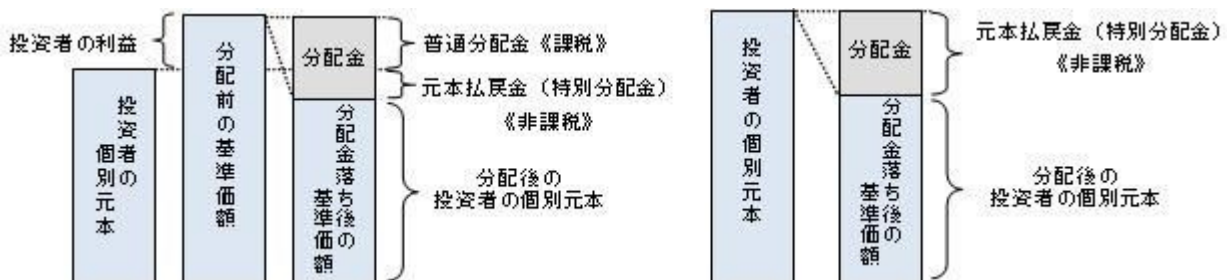 投資者の利益
投資者の
個別元本
分配前の基準価額
分配金
分配金落ち後の
基準価額
普通分配金《課税》
元本払戻金（特別分配金）
《非課税》
分配後の
投資者の個別元本
投資者の個別元本
分配金
分配金落ち後の
基準価額
元本払戻金（特別分配金）
《非課税》
分配後の
投資者の個別元本